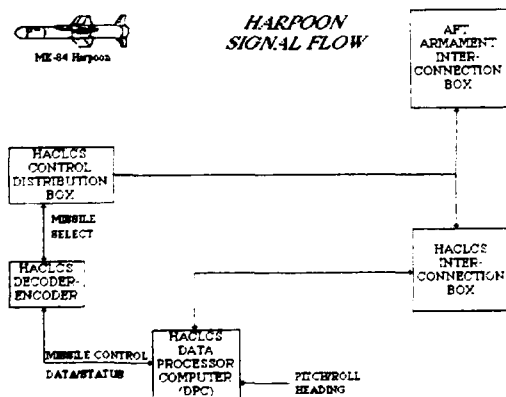 HARPOON
SIGNAL FLOW
MK-84 Harpoon
AFT
ARMAMENT
INTER-
CONNECTION
BOX
HACLCS
CONTROL
DISTRIBUTION
BOX
MISSILE
SELECT
HACLCS
INTER-
CONNECTION
BOX
HACLCS
DECODER-
ENCODER
MISSILE CONTROL
DATA/STATUS
HACLCS
DATA
PROCESSOR
COMPUTER
(DPC)
PITCH/ROLL
HEADING